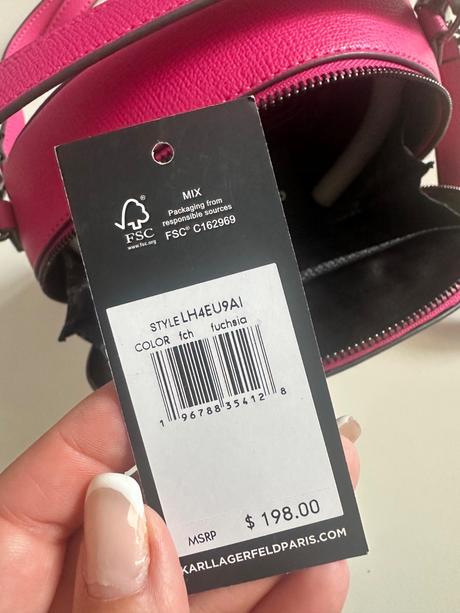 MIX
Packaging from
responsible sources
FSC® C162969
®
FSC
www.fsc.org
STYLE LH4EU9AI
COLOR fch fuchsia
1 96788 35412 8
MSRP $ 198.00
KARLLAGERFELDPARIS.COM